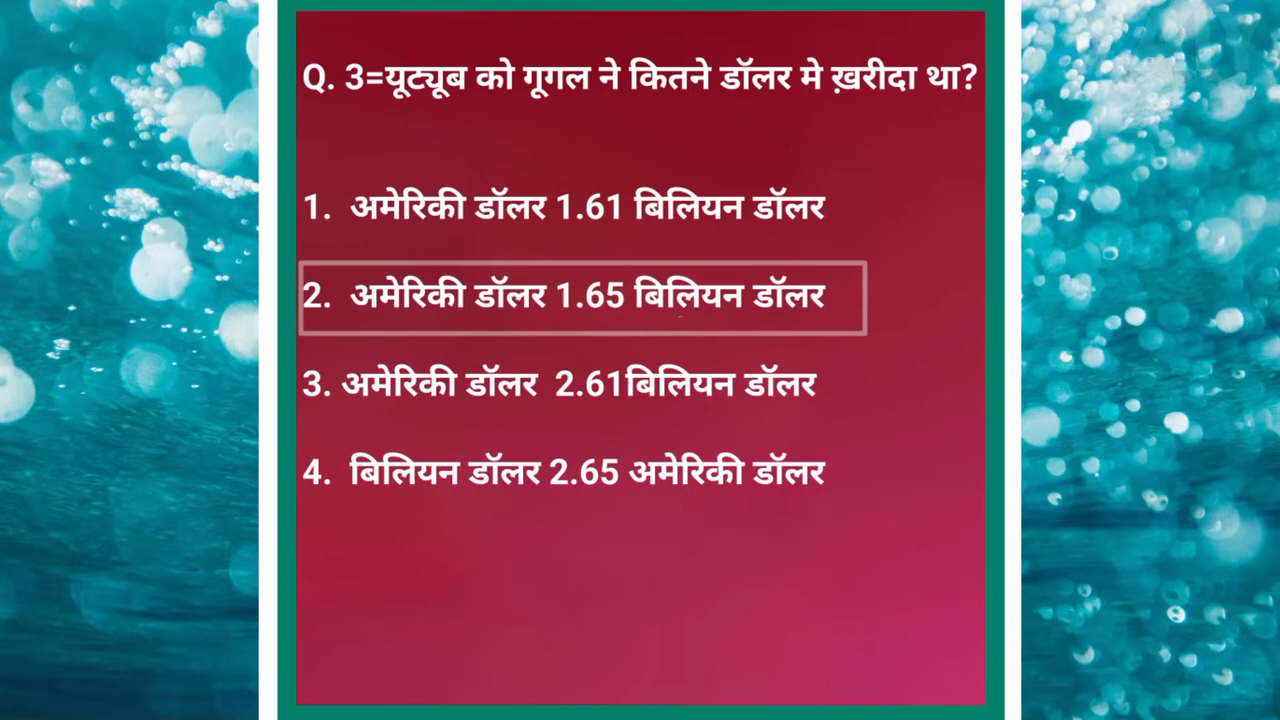 Q. 3=यूट्यूब को गूगल ने कितने डॉलर मे ख़रीदा था?
1. अमेरिकी डॉलर 1.61 बिलियन डॉलर
2. अमेरिकी डॉलर 1.65 बिलियन डॉलर
3. अमेरिकी डॉलर 2.61बिलियन डॉलर
4. बिलियन डॉलर 2.65 अमेरिकी डॉलर